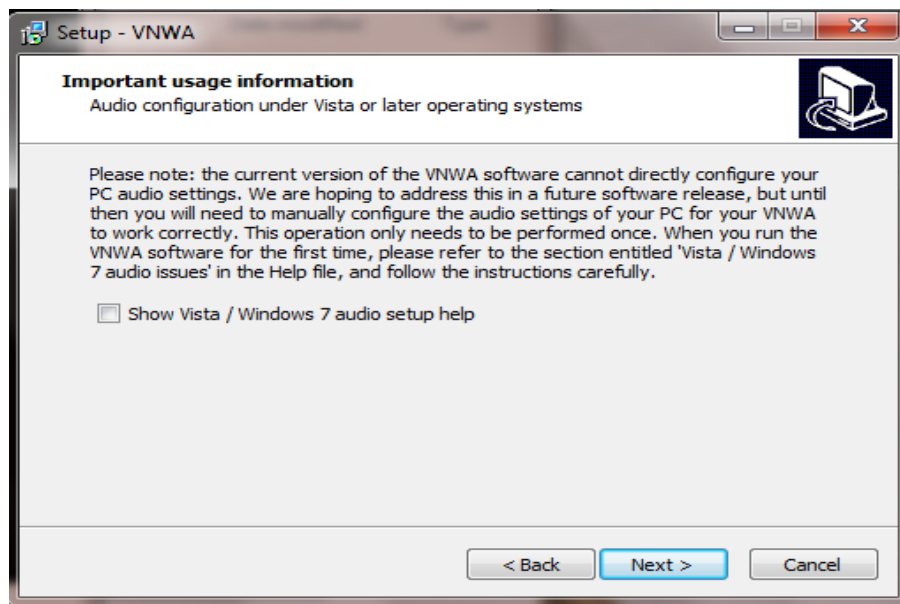 Setup - VNWA
Important usage information
Audio configuration under Vista or later operating systems
Please note: the current version of the VNWA software cannot directly configure your
PC audio settings. We are hoping to address this in a future software release, but until
then you will need to manually configure the audio settings of your PC for your VNWA
to work correctly. This operation only needs to be performed once. When you run the
VNWA software for the first time, please refer to the section entitled 'Vista / Windows
7 audio issues' in the Help file, and follow the instructions carefully.
Show Vista / Windows 7 audio setup help
< Back Next > Cancel